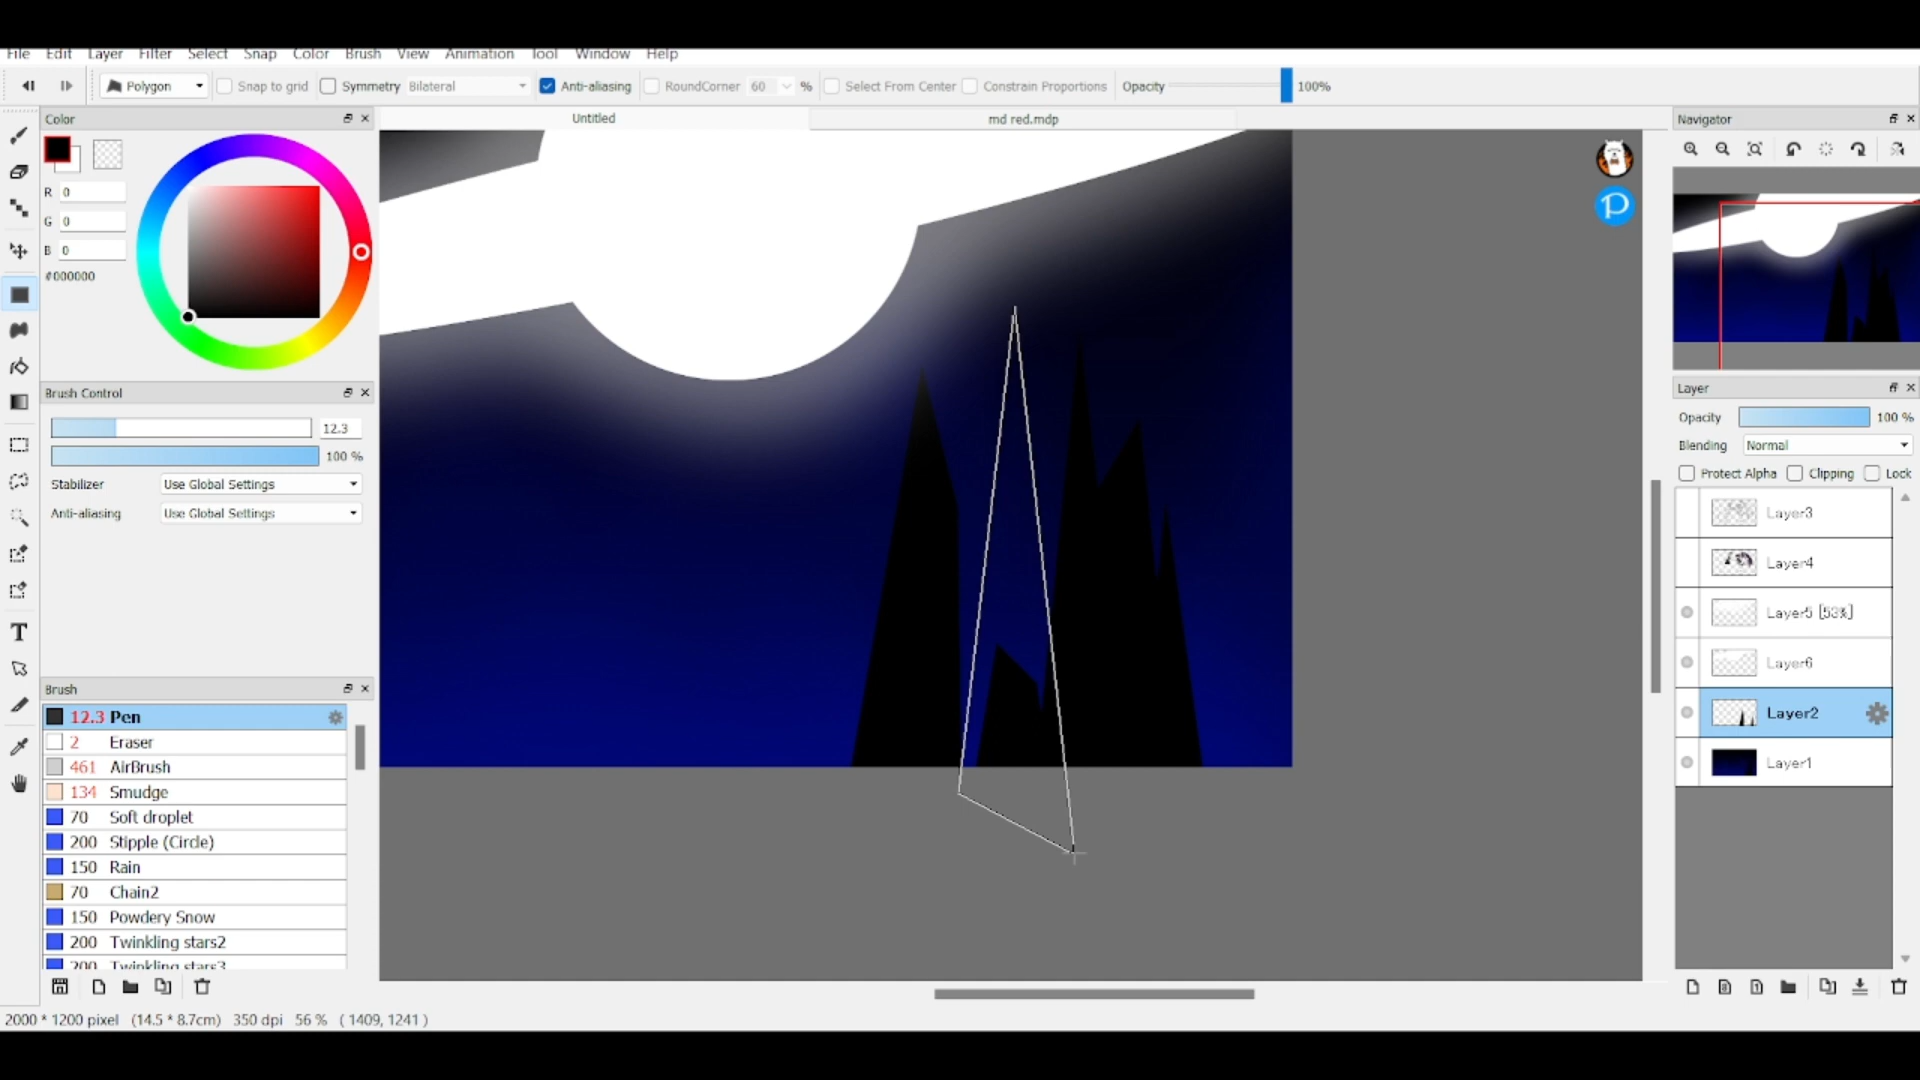 File Edit Layer Filter Select Snap Color Brush View Animation Tool Window Help
Polygon Snap to grid Symmetry Bilateral Anti-aliasing RoundCorner 60 % Select From Center Constrain Proportions Opacity 100%
Color
Untitled
md red.mdp
Navigator
R 0
G 0
B 0
#000000
Brush Control
12.3
100 %
Stabilizer Use Global Settings
Anti-aliasing Use Global Settings
Brush
12.3 Pen
2 Eraser
461 AirBrush
134 Smudge
70 Soft droplet
200 Stipple (Circle)
150 Rain
70 Chain2
150 Powdery Snow
200 Twinkling stars2
200 Twinkling stars3
Layer
Opacity 100 %
Blending Normal
Protect Alpha Clipping Lock
Layer3
Layer4
Layer5 [53%]
Layer6
Layer2
Layer1
2000 * 1200 pixel (14.5 * 8.7cm) 350 dpi 56 % ( 1409, 1241 )